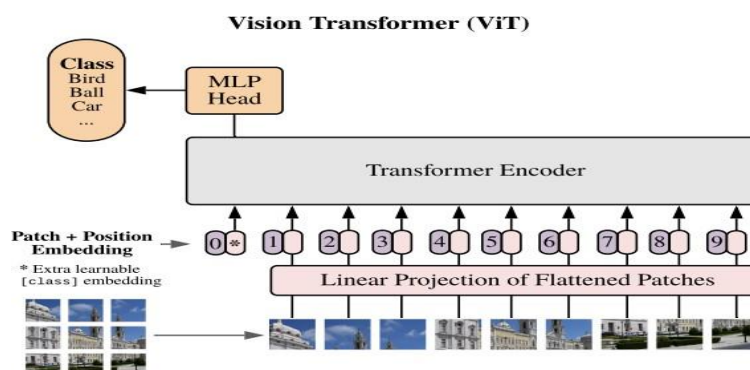 Vision Transformer (ViT)
Class
Bird
Ball
Car
...
MLP
Head
Transformer Encoder
Patch + Position
Embedding
0 * 1 2 3 4 5 6 7 8 9
* Extra learnable
[class] embedding
Linear Projection of Flattened Patches